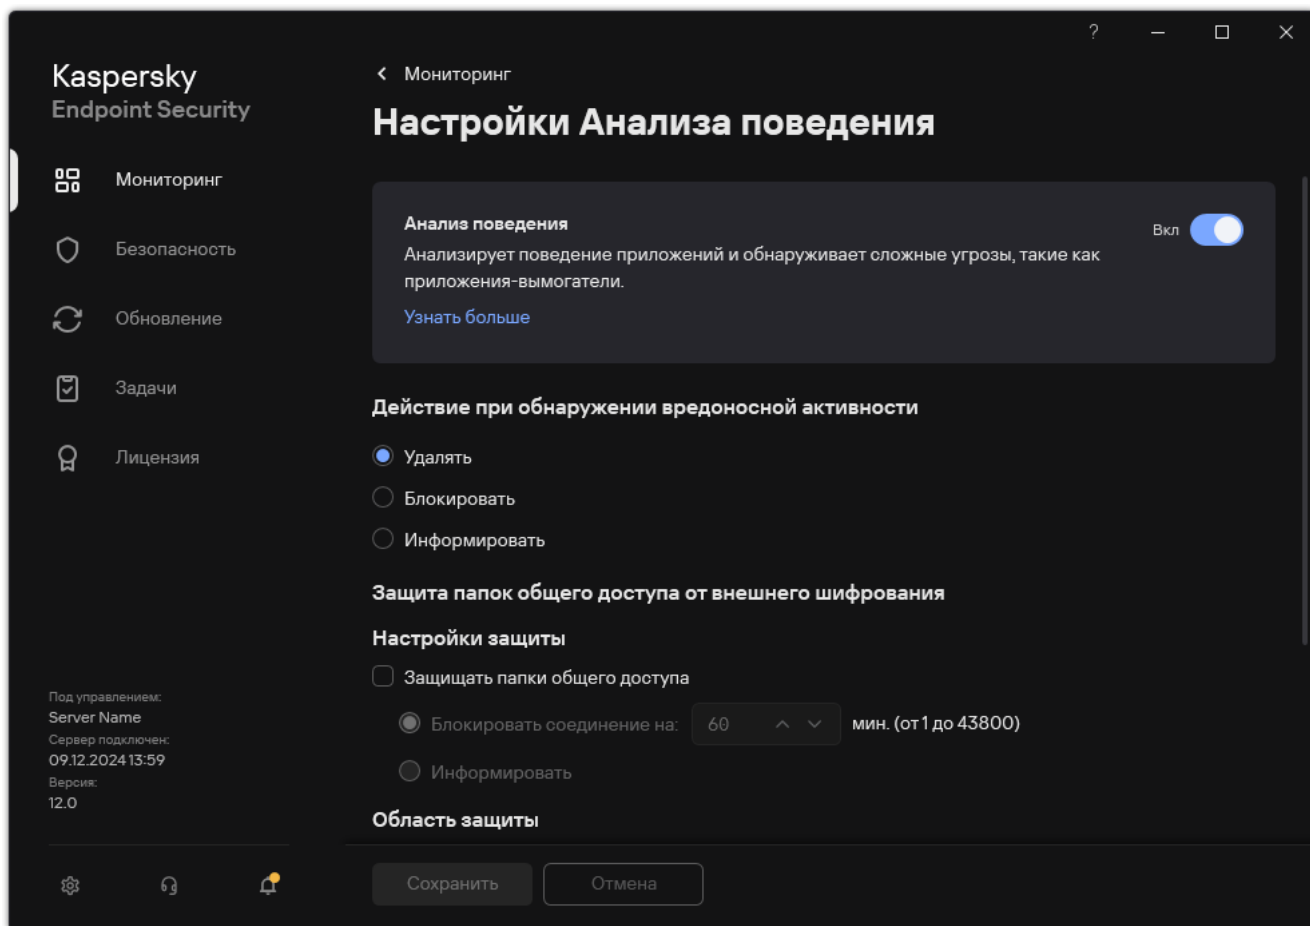 ?
Kaspersky
Endpoint Security
Мониторинг
Безопасность
Обновление
Задачи
Лицензия
Под управлением:
Server Name
Сервер подключен:
09.12.2024 13:59
Версия:
12.0
Мониторинг
Настройки Анализа поведения
Анализ поведения
Вкл
Анализирует поведение приложений и обнаруживает сложные угрозы, такие как
приложения-вымогатели.
Узнать больше
Действие при обнаружении вредоносной активности
Удалять
Блокировать
Информировать
Защита папок общего доступа от внешнего шифрования
Настройки защиты
Защищать папки общего доступа
Блокировать соединение на: 60 мин. (от 1 до 43800)
Информировать
Область защиты
Сохранить Отмена